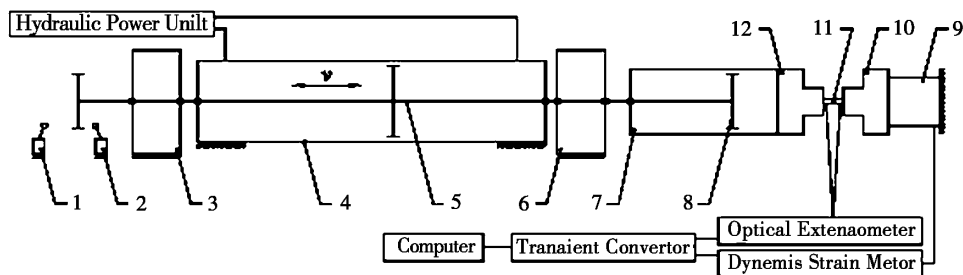 Hydraulic Power Unilt
12
11
10
9
v
1
2
3
4
5
6
7
8
Optical Extenaometer
Computer
Tranaient Convertor
Dynemis Strain Metor